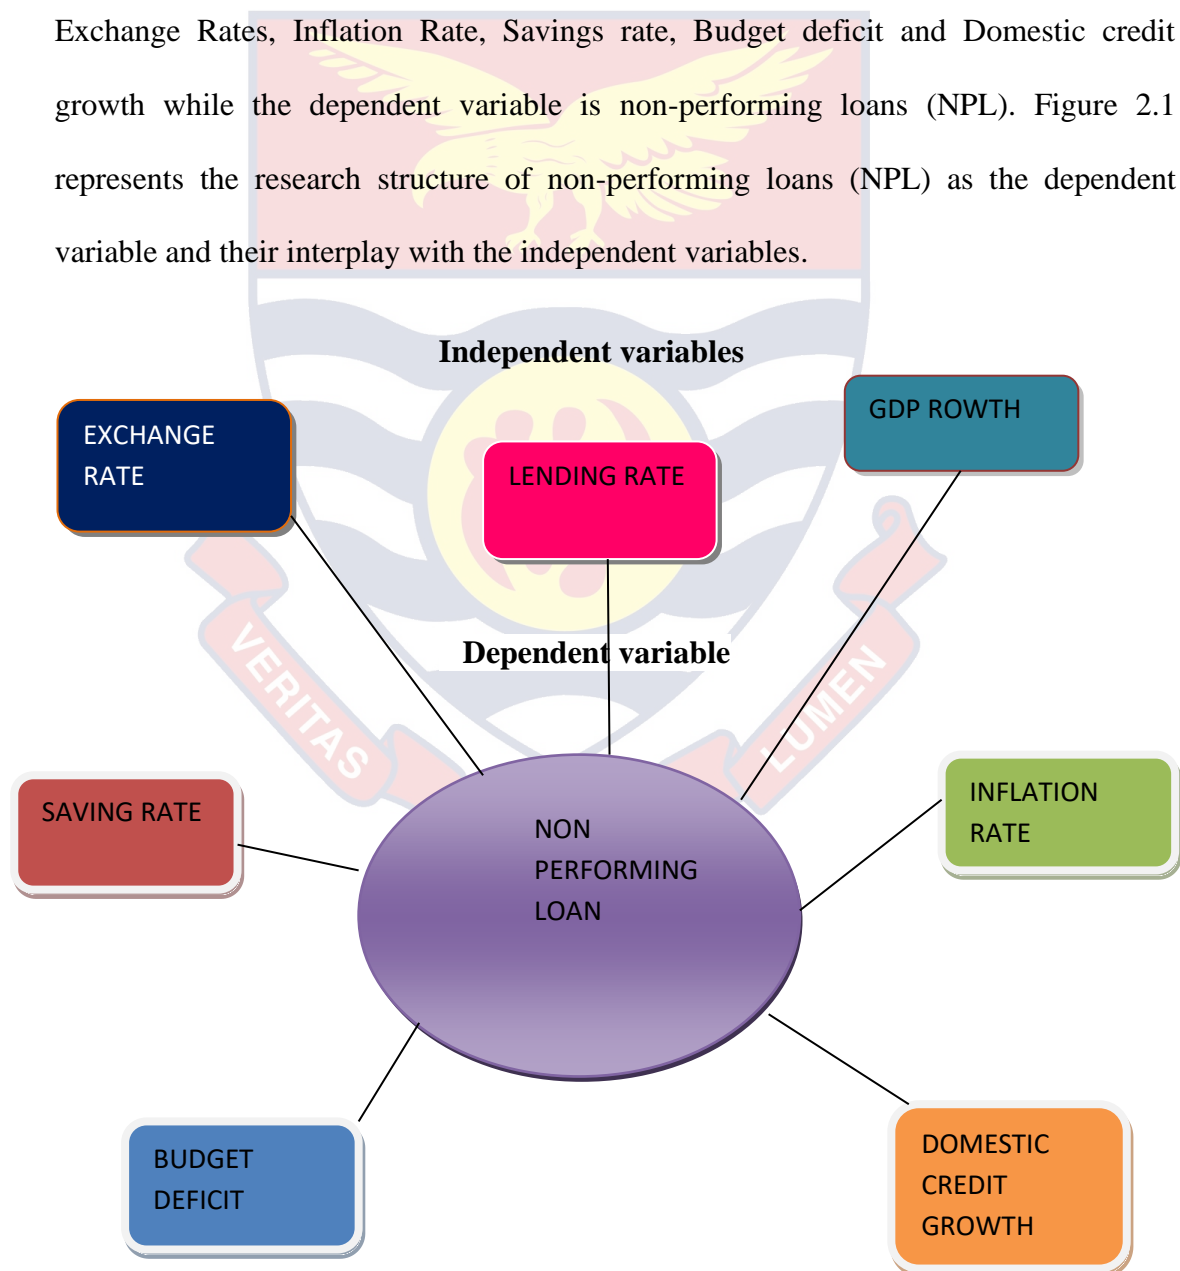 Exchange Rates, Inflation Rate, Savings rate, Budget deficit and Domestic credit
growth while the dependent variable is non-performing loans (NPL). Figure 2.1
represents the research structure of non-performing loans (NPL) as the dependent
variable and their interplay with the independent variables.
Independent variables
EXCHANGE
RATE
LENDING RATE
GDP ROWTH
Dependent variable
VERITAS
LUMEN
SAVING RATE
NON
PERFORMING
LOAN
INFLATION
RATE
BUDGET
DEFICIT
DOMESTIC
CREDIT
GROWTH